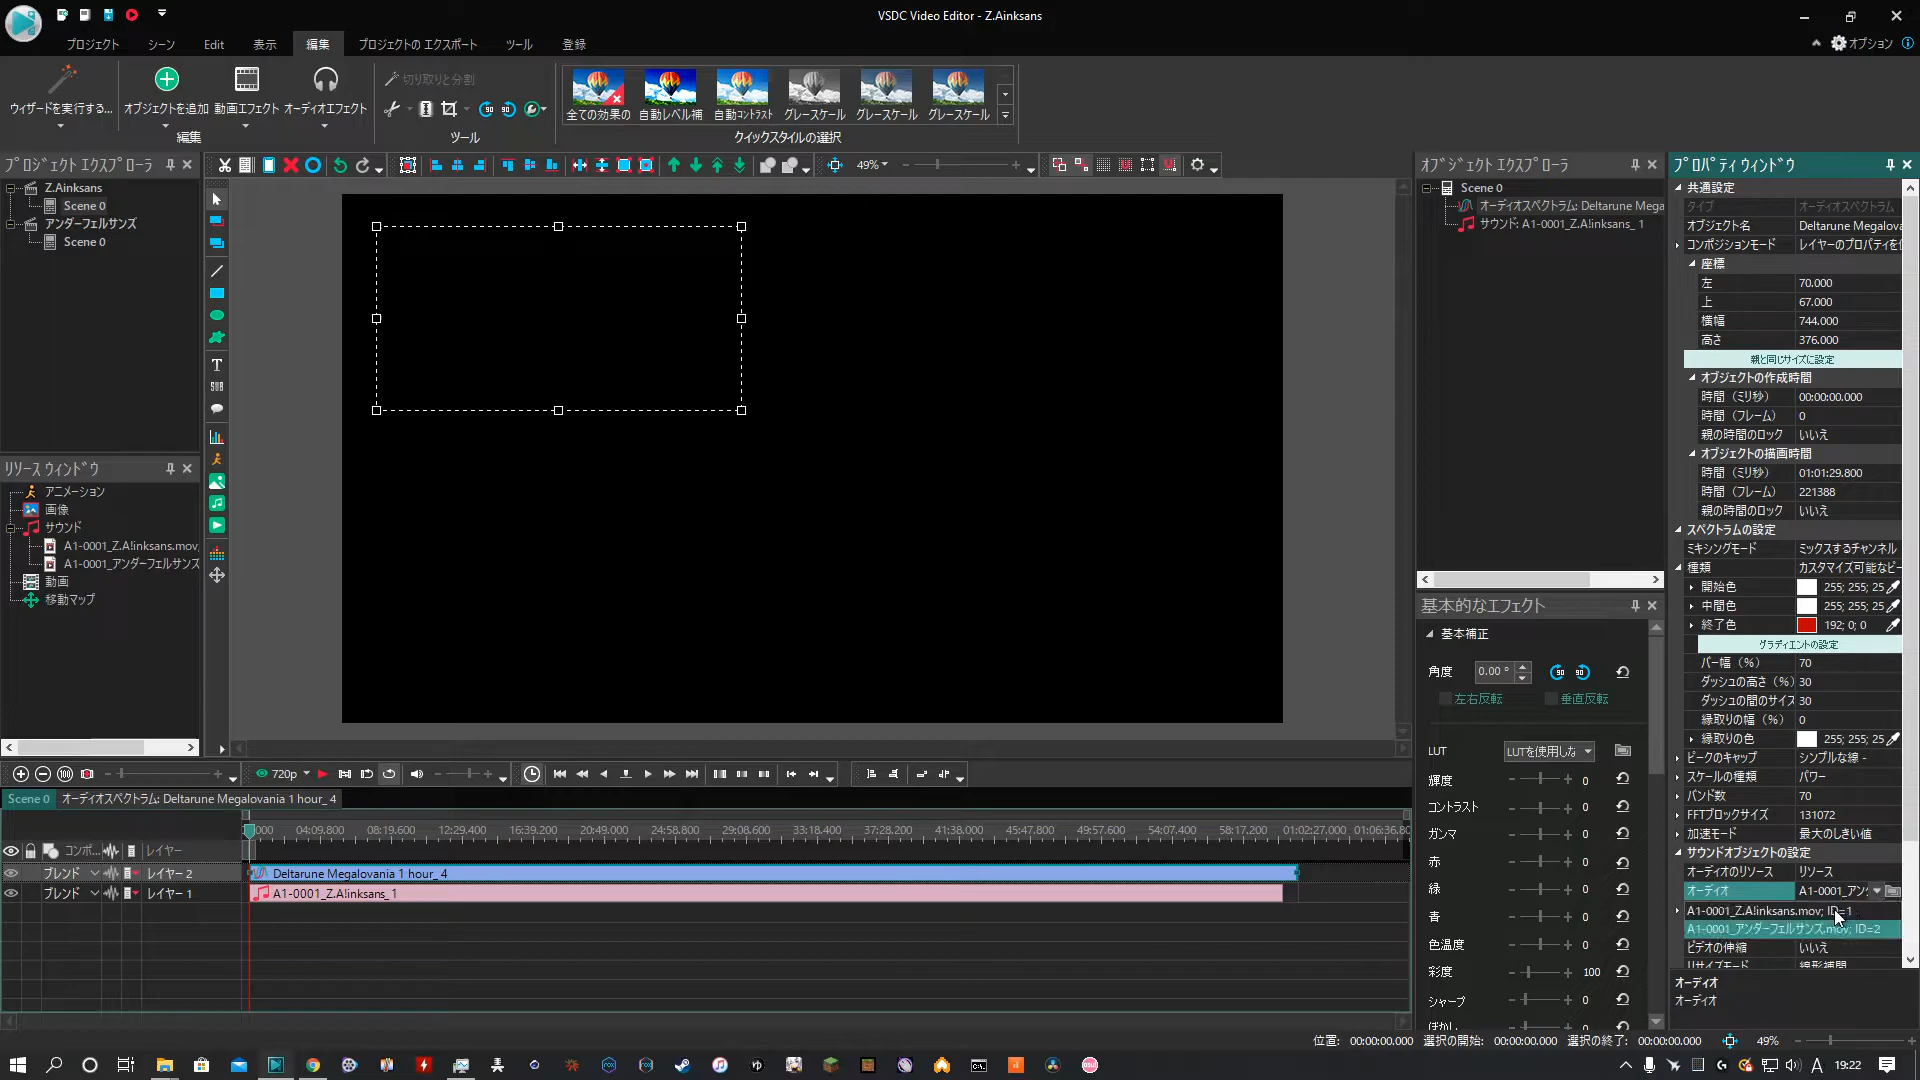 VSDC Video Editor - Z.Ainksans
プロジェクト
シーン
Edit
表示
編集
プロジェクトの エクスポート
ツール
登録
オプション
ウィザードを実行する...
オブジェクトを追加
動画エフェクト
オーディオエフェクト
編集
切り取りと分割
ツール
全ての効果の
自動レベル補
自動コントラスト
グレースケール
グレースケール
グレースケール
クイックスタイルの選択
プロジェクト エクスプローラ
49%
オブジェクト エクスプローラ
プロパティ ウィンドウ
Z.Ainksans
Scene 0
アンダーフェルサンズ
Scene 0
リソース ウィンドウ
アニメーション
画像
サウンド
A1-0001_Z.A!inksans.mov;
A1-0001_アンダーフェルサンズ
動画
移動マップ
Scene 0
オーディオスペクトラム: Deltarune Mega
サウンド: A1-0001_Z.A!inksans_ 1
基本的なエフェクト
基本補正
角度
0.00 °
左右反転
垂直反転
LUT
LUTを使用しな
輝度 0
コントラスト 0
ガンマ 0
赤 0
緑 0
青 0
色温度 0
彩度 100
シャープ 0
ぼかし 0
共通設定
タイプ オーディオスペクトラム
オブジェクト名 Deltarune Megalova
コンポジションモード レイヤーのプロパティを使
座標
左 70.000
上 67.000
横幅 744.000
高さ 376.000
親と同じサイズに設定
オブジェクトの作成時間
時間（ミリ秒） 00:00:00.000
時間（フレーム） 0
親の時間のロック いいえ
オブジェクトの描画時間
時間（ミリ秒） 01:01:29.800
時間（フレーム） 221388
親の時間のロック いいえ
スペクトラムの設定
ミキシングモード ミックスするチャンネル
種類 カスタマイズ可能なピー
開始色 255; 255; 25
中間色 255; 255; 25
終了色 192; 0; 0
グラディエントの設定
バー幅（%） 70
ダッシュの高さ（%） 30
ダッシュの間のサイズ 30
縁取りの幅（%） 0
縁取りの色 255; 255; 25
ピークのキャップ シンプルな線 -
スケールの種類 パワー
バンド数 70
FFTブロックサイズ 131072
加速モード 最大のしきい値
サウンドオブジェクトの設定
オーディオのリソース リソース
オーディオ A1-0001_アン
A1-0001_Z.A!inksans.mov; ID=1
A1-0001_アンダーフェルサンズ.mov; ID=2
ビデオの伸縮 いいえ
リサイズモード 線形補間
オーディオ
オーディオ
720p
Scene 0
オーディオスペクトラム: Deltarune Megalovania 1 hour_ 4
000 04:09.800 08:19.600 12:29.400 16:39.200 20:49.000 24:58.800 29:08.600 33:18.400 37:28.200 41:38.000 45:47.800 49:57.600 54:07.400 58:17.200 01:02:27.000 01:06:36.80
コンポ...
レイヤー
ブレンド
レイヤー 2
Deltarune Megalovania 1 hour_ 4
ブレンド
レイヤー 1
A1-0001_Z.A!inksans_ 1
位置: 00:00:00.000 選択の開始: 00:00:00.000 選択の終了: 00:00:00.000
49%
A
19:22